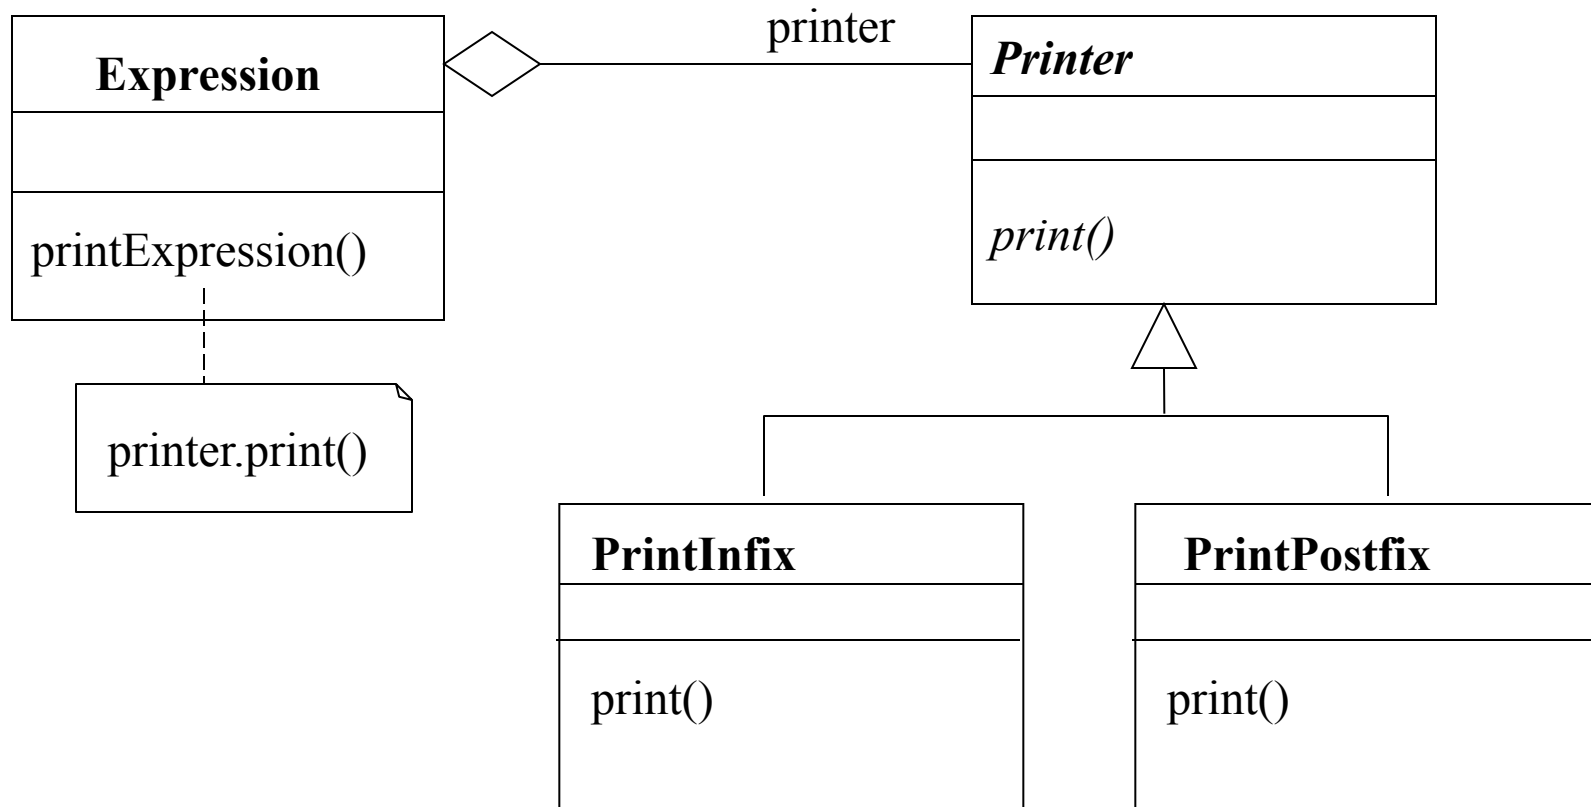 printer
Expression
Printer
printExpression()
print()
printer.print()
PrintInfix
PrintPostfix
print()
print()